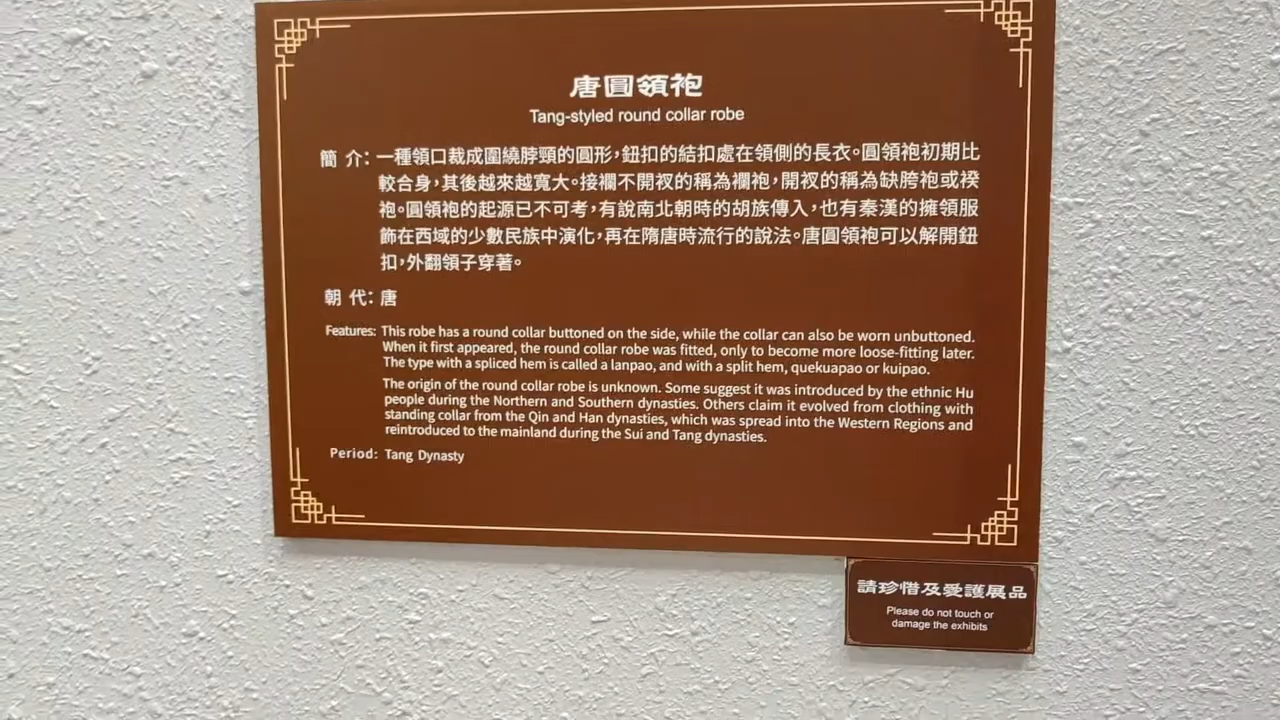 唐圓領袍
Tang-styled round collar robe
簡 介：一種領口裁成圍繞脖頸的圓形，鈕扣的結扣處在領側的長衣。圓領袍初期比
較合身，其後越來越寬大。接襴不開衩的稱為襴袍，開衩的稱為缺胯袍或褉
袍。圓領袍的起源已不可考，有說南北朝時的胡族傳入，也有秦漢的擁領服
飾在西域的少數民族中演化，再在隋唐時流行的說法。唐圓領袍可以解開鈕
扣，外翻領子穿著。
朝 代：唐
Features: This robe has a round collar buttoned on the side, while the collar can also be worn unbuttoned.
When it first appeared, the round collar robe was fitted, only to become more loose-fitting later.
The type with a spliced hem is called a lanpao, and with a split hem, quekuapao or kuipao.
The origin of the round collar robe is unknown. Some suggest it was introduced by the ethnic Hu
people during the Northern and Southern dynasties. Others claim it evolved from clothing with
standing collar from the Qin and Han dynasties, which was spread into the Western Regions and
reintroduced to the mainland during the Sui and Tang dynasties.
Period: Tang Dynasty
請珍惜及愛護展品
Please do not touch or
damage the exhibits